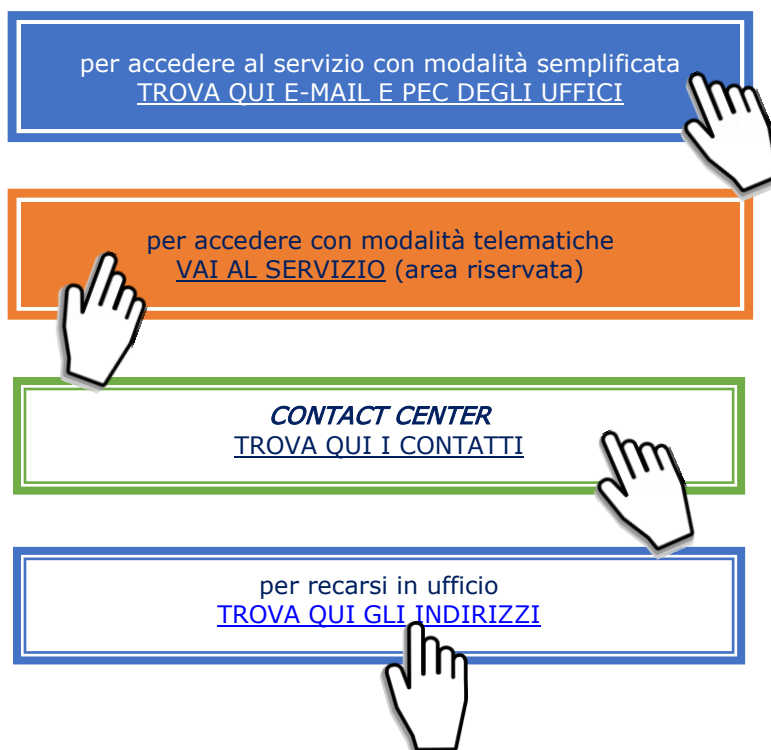 per accedere al servizio con modalità semplificata
TROVA QUI E-MAIL E PEC DEGLI UFFICI
per accedere con modalità telematiche
VAI AL SERVIZIO (area riservata)
CONTACT CENTER
TROVA QUI I CONTATTI
per recarsi in ufficio
TROVA QUI GLI INDIRIZZI